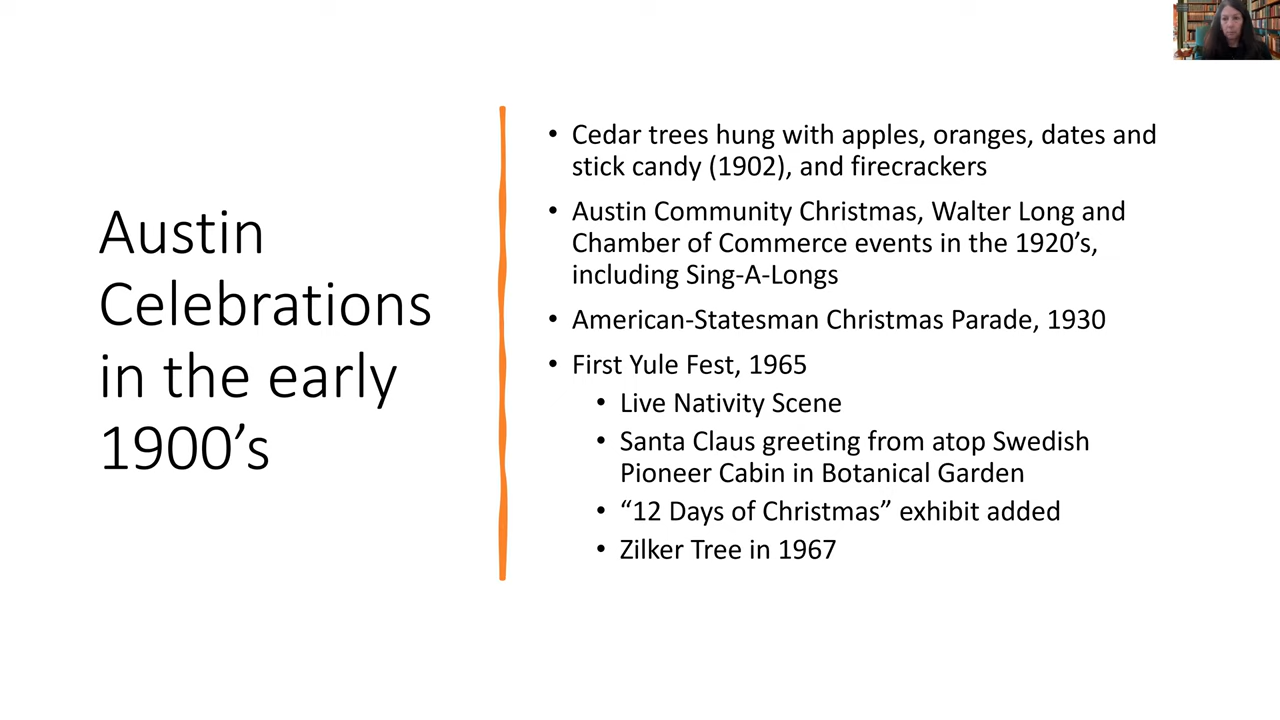 Austin
Celebrations
in the early
1900’s
• Cedar trees hung with apples, oranges, dates and
stick candy (1902), and firecrackers
• Austin Community Christmas, Walter Long and
Chamber of Commerce events in the 1920’s,
including Sing-A-Longs
• American-Statesman Christmas Parade, 1930
• First Yule Fest, 1965
• Live Nativity Scene
• Santa Claus greeting from atop Swedish
Pioneer Cabin in Botanical Garden
• “12 Days of Christmas” exhibit added
• Zilker Tree in 1967